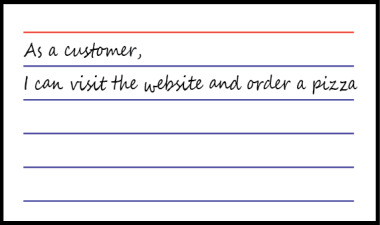 As a customer,
I can visit the website and order a pizza